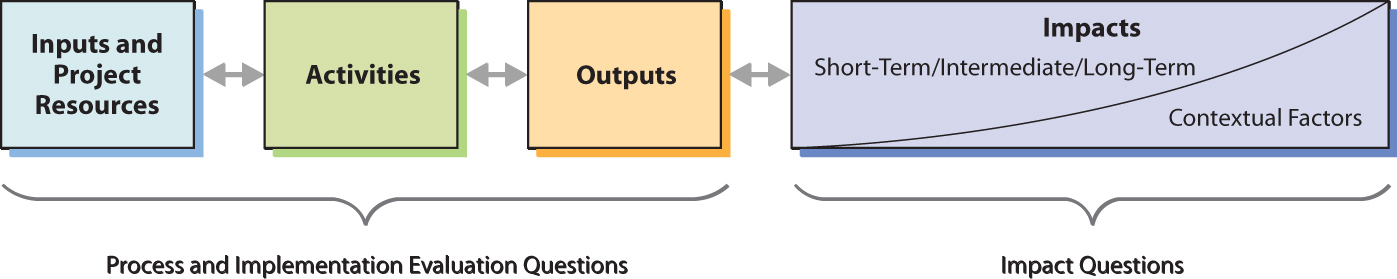 Inputs and
Project
Resources
Activities
Outputs
Impacts
Short-Term/Intermediate/Long-Term
Contextual Factors
Process and Implementation Evaluation Questions
Impact Questions